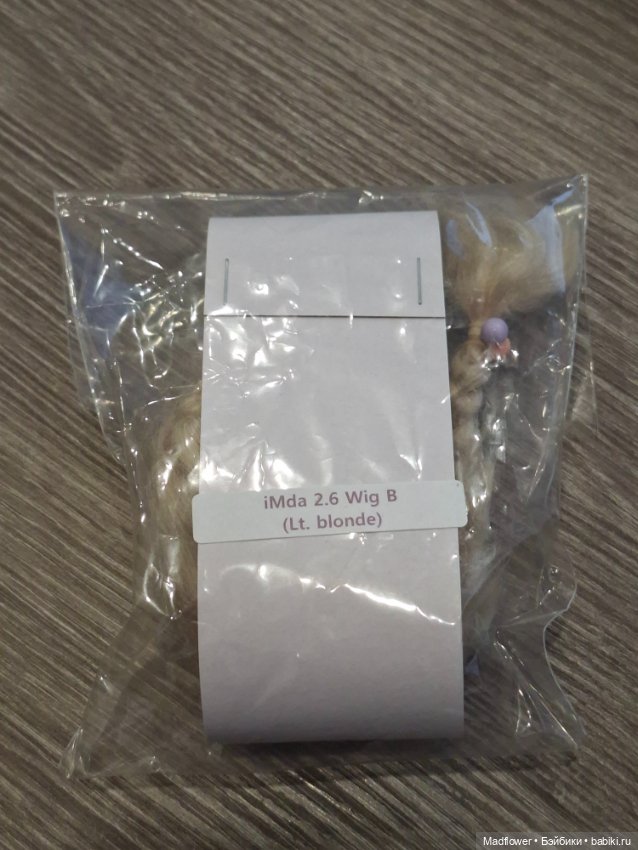 iMda 2.6 Wig B
(Lt. blonde)
Madflower • Бэйбики • babiki.ru